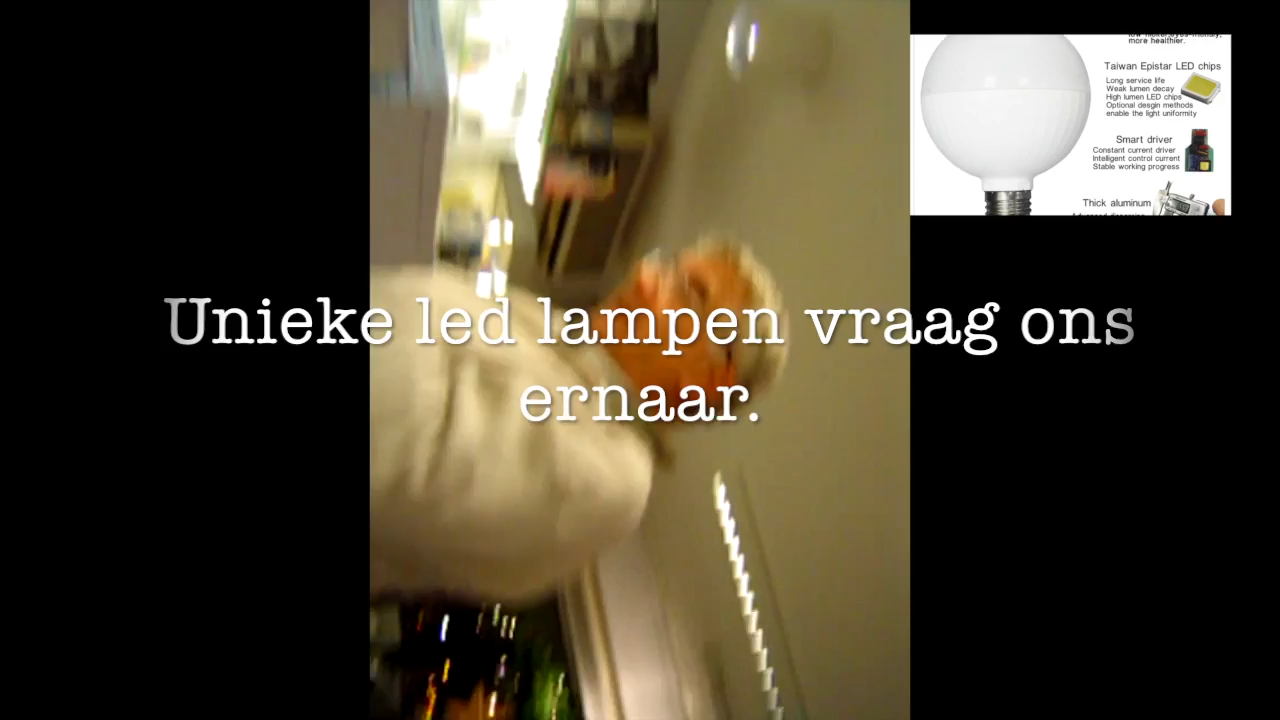 Unieke led lampen vraag ons
ernaar.
more healthier.
Taiwan Epistar LED chips
Long service life
Weak lumen decay
High lumen LED chips
Optional desgin methods
enable the light uniformity
Smart driver
Constant current driver
Intelligent control current
Stable working progress
Thick aluminum